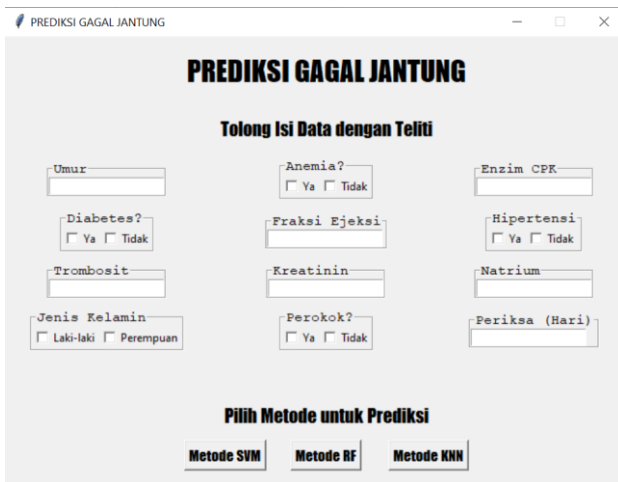 PREDIKSI GAGAL JANTUNG
PREDIKSI GAGAL JANTUNG
Tolong Isi Data dengan Teliti
Umur Anemia? Enzim CPK
Ya Tidak
Diabetes? Fraksi Ejeksi Hipertensi
Ya Tidak Ya Tidak
Trombosit Kreatinin Natrium
Jenis Kelamin Perokok? Periksa (Hari)
Laki-laki Perempuan Ya Tidak
Pilih Metode untuk Prediksi
Metode SVM Metode RF Metode KNN